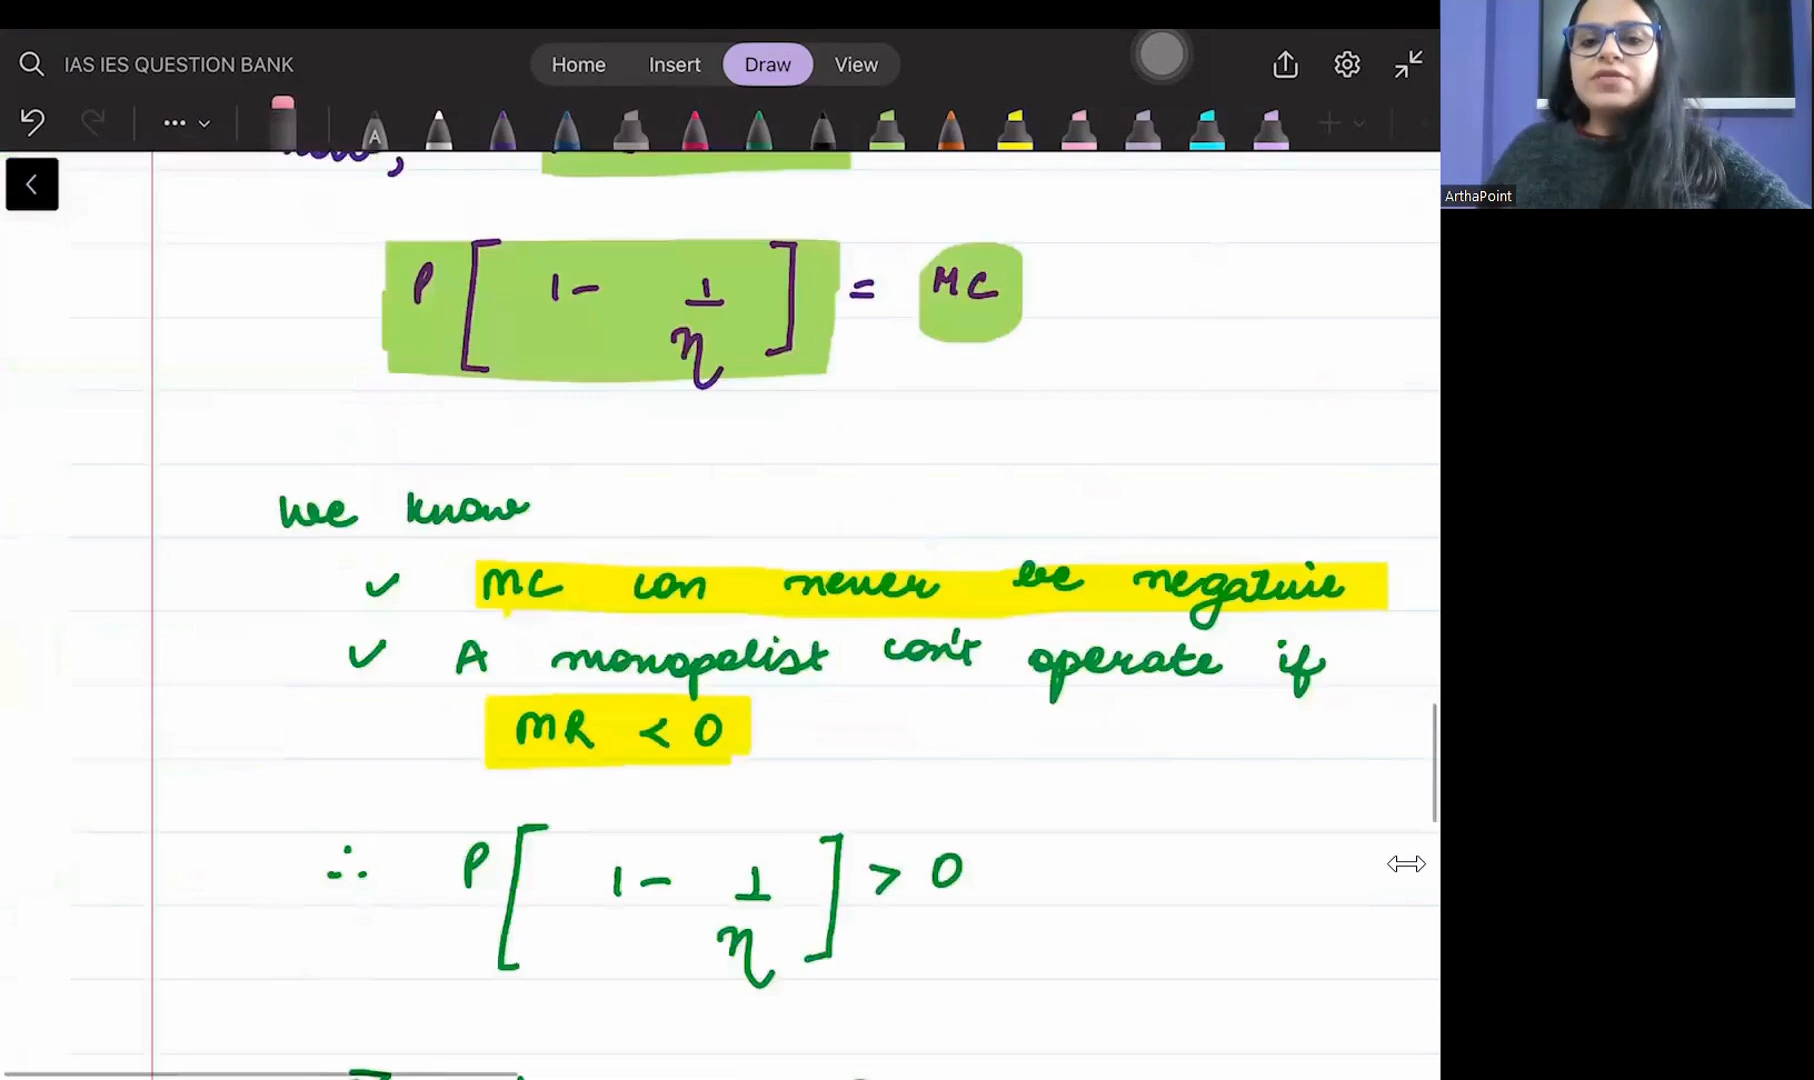 IAS IES QUESTION BANK
Home Insert Draw View
A
ArthaPoint
P [ 1 - 1/η ] = MC
We know
✓ MC can never be negative
✓ A monopolist can't operate if
MR < 0
∴ P [ 1 - 1/η ] > 0